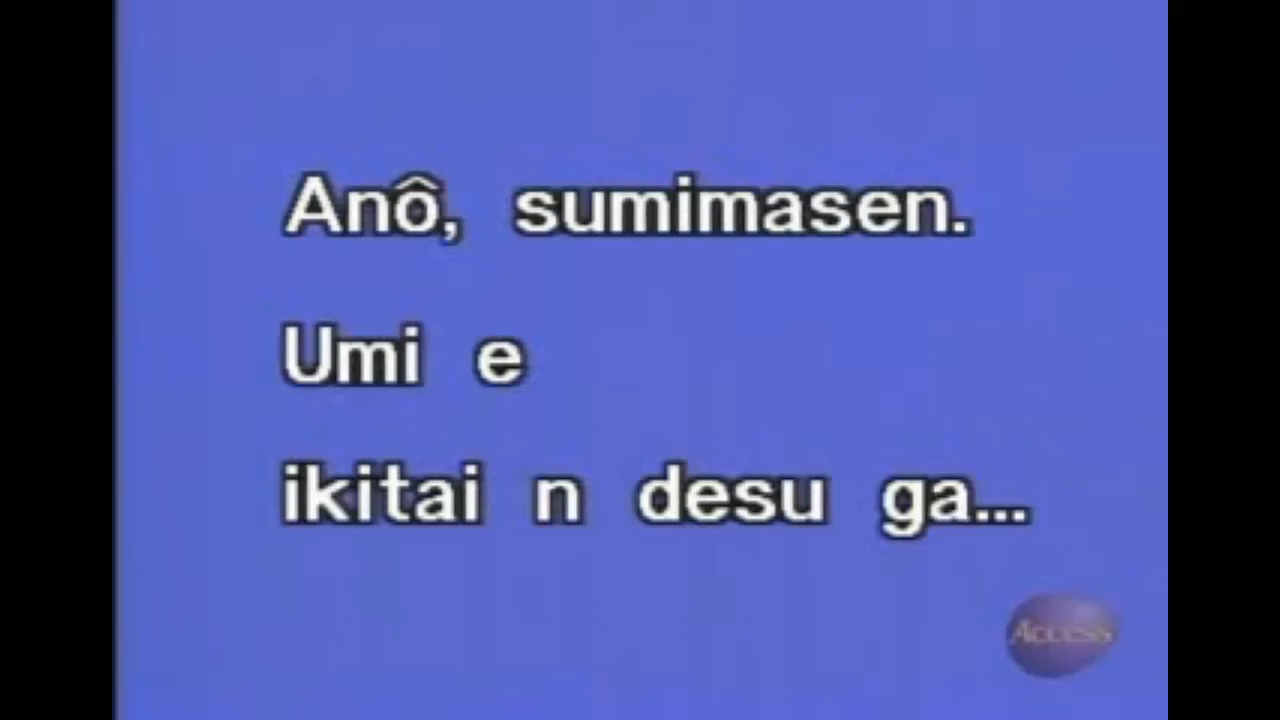 Anô, sumimasen.
Umi e
ikitai n desu ga...
Access